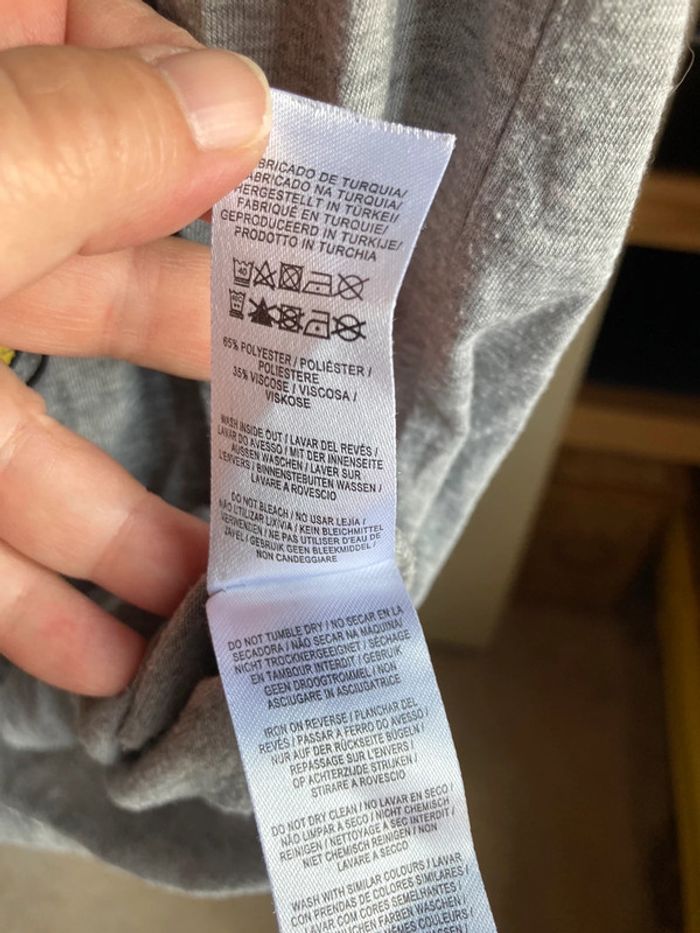 BRICADO DE TURQUIA/
ABRICADO NA TURQUIA/
HERGESTELLT IN TÜRKEI/
FABRIQUÉ EN TURQUIE/
GEPRODUCEERD IN TURKIJE/
PRODOTTO IN TURCHIA
40
65% POLYESTER / POLIÉSTER /
POLIESTERE
35% VISCOSE / VISCOSA /
VISKOSE
WASH INSIDE OUT / LAVAR DEL REVÉS /
LAVAR DO AVESSO / MIT DER INNENSEITE
AUSSEN WASCHEN / LAVER SUR
L'ENVERS / BINNENSTEBUITEN WASSEN /
LAVARE A ROVESCIO
DO NOT BLEACH / NO USAR LEJÍA /
NÃO UTILIZAR LIXÍVIA / KEIN BLEICHMITTEL
VERWENDEN / NE PAS UTILISER D'EAU DE
JAVEL / GEBRUIK GEEN BLEEKMIDDEL /
NON CANDEGGIARE
DO NOT TUMBLE DRY / NO SECAR EN LA
SECADORA / NÃO SECAR NA MÁQUINA/
NICHT TROCKNERGEEIGNET / SÉCHAGE
EN TAMBOUR INTERDIT / GEBRUIK
GEEN DROOGTROMMEL / NON
ASCIUGARE IN ASCIUGATRICE
IRON ON REVERSE / PLANCHAR DEL
REVÉS / PASSAR A FERRO DO AVESSO /
NUR AUF DER RÜCKSEITE BÜGELN /
REPASSAGE SUR L'ENVERS /
OP ACHTERZIJDE STRIJKEN /
STIRARE A ROVESCIO
DO NOT DRY CLEAN / NO LAVAR EN SECO /
NÃO LIMPAR A SECO / NICHT CHEMISCH
REINIGEN / NETTOYAGE À SEC INTERDIT /
NIET CHEMISCH REINIGEN / NON
LAVARE A SECCO
WASH WITH SIMILAR COLOURS / LAVAR
CON PRENDAS DE COLORES SIMILARES /
LAVAR COM CORES SEMELHANTES /
LICHEN FARBEN WASCHEN /
MÊMES COULEURS /